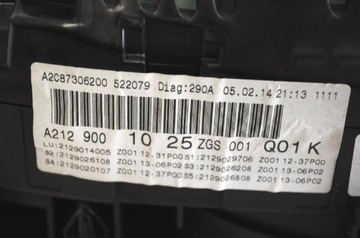 A2C87306200 522079 Diag:290A 05.02.14 21:13 1111
A212 900 10 25 ZGS 001 Q01 K
LU:2129014005 Z001 12-31P00 S1:2129029706 Z001 12-37P00
S2:2129026108 Z001 13-06P02 S3:2129026208 Z001 13-06P02
S4:2129020107 Z001 12-37P00 S5:2129026808 Z001 13-06P02